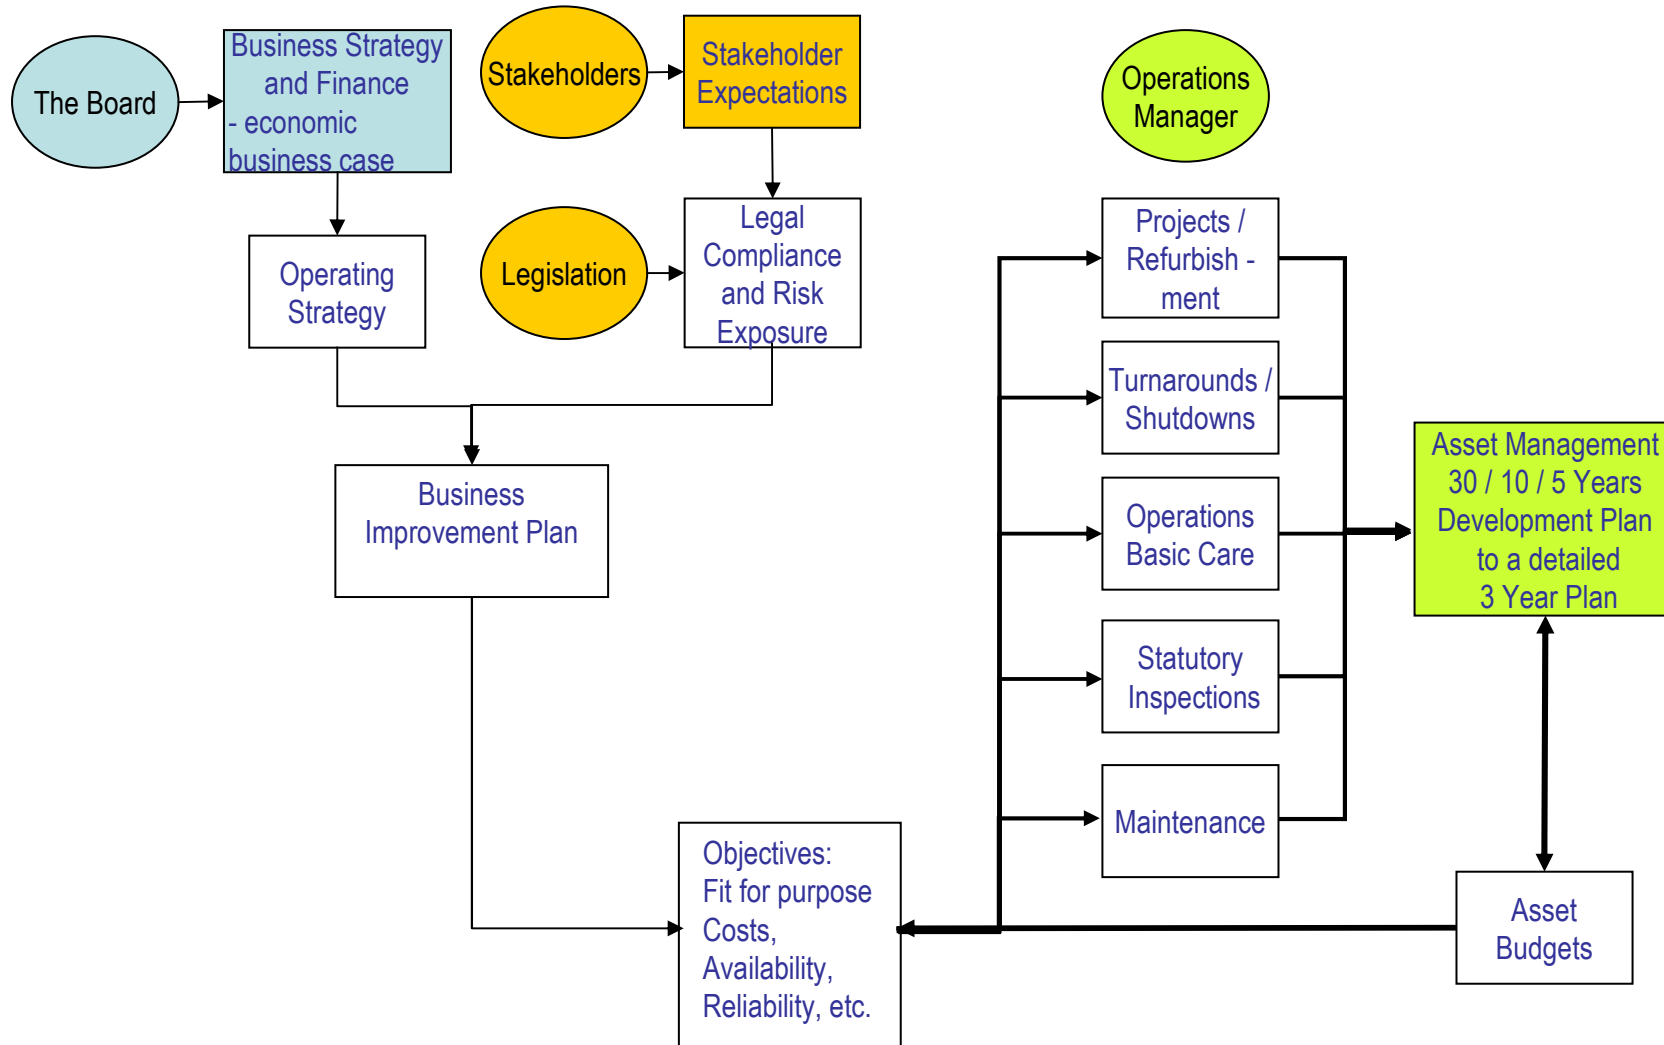 The Board
Business Strategy
and Finance
- economic
business case
Operating
Strategy
Stakeholders
Stakeholder
Expectations
Legislation
Legal
Compliance
and Risk
Exposure
Business
Improvement Plan
Objectives:
Fit for purpose
Costs,
Availability,
Reliability, etc.
Operations
Manager
Projects /
Refurbish -
ment
Turnarounds /
Shutdowns
Operations
Basic Care
Statutory
Inspections
Maintenance
Asset Management
30 / 10 / 5 Years
Development Plan
to a detailed
3 Year Plan
Asset
Budgets